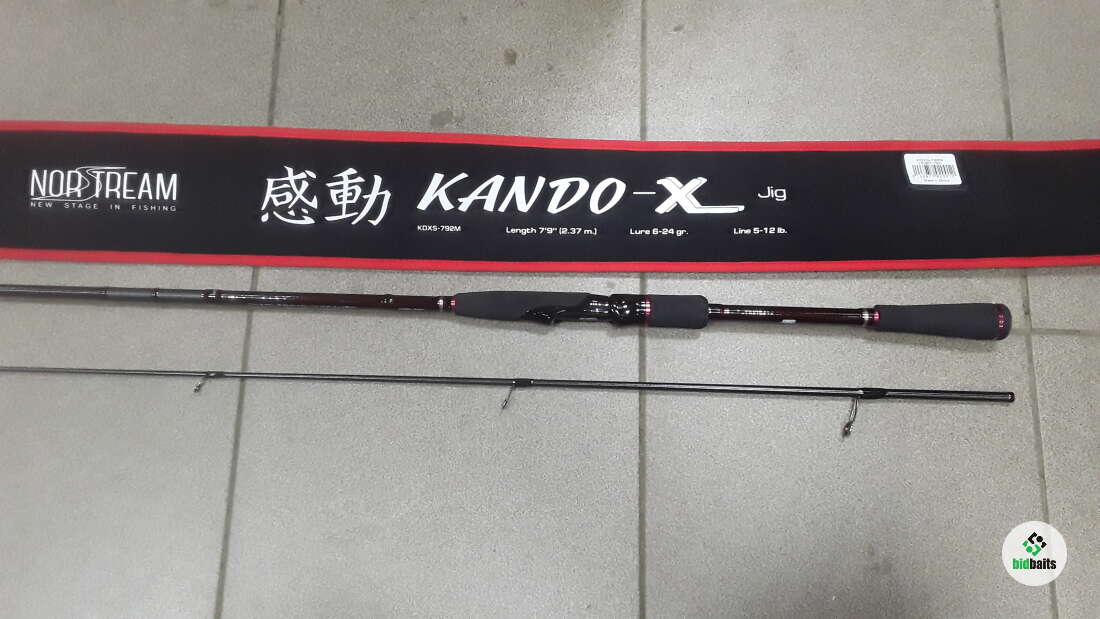 NORSTREAM
NEW STAGE IN FISHING
感動 KANDO-X Jig
KDXS-792M Length 7'9" (2.37 m.) Lure 6-24 gr. Line 5-12 lb.
bidbaits